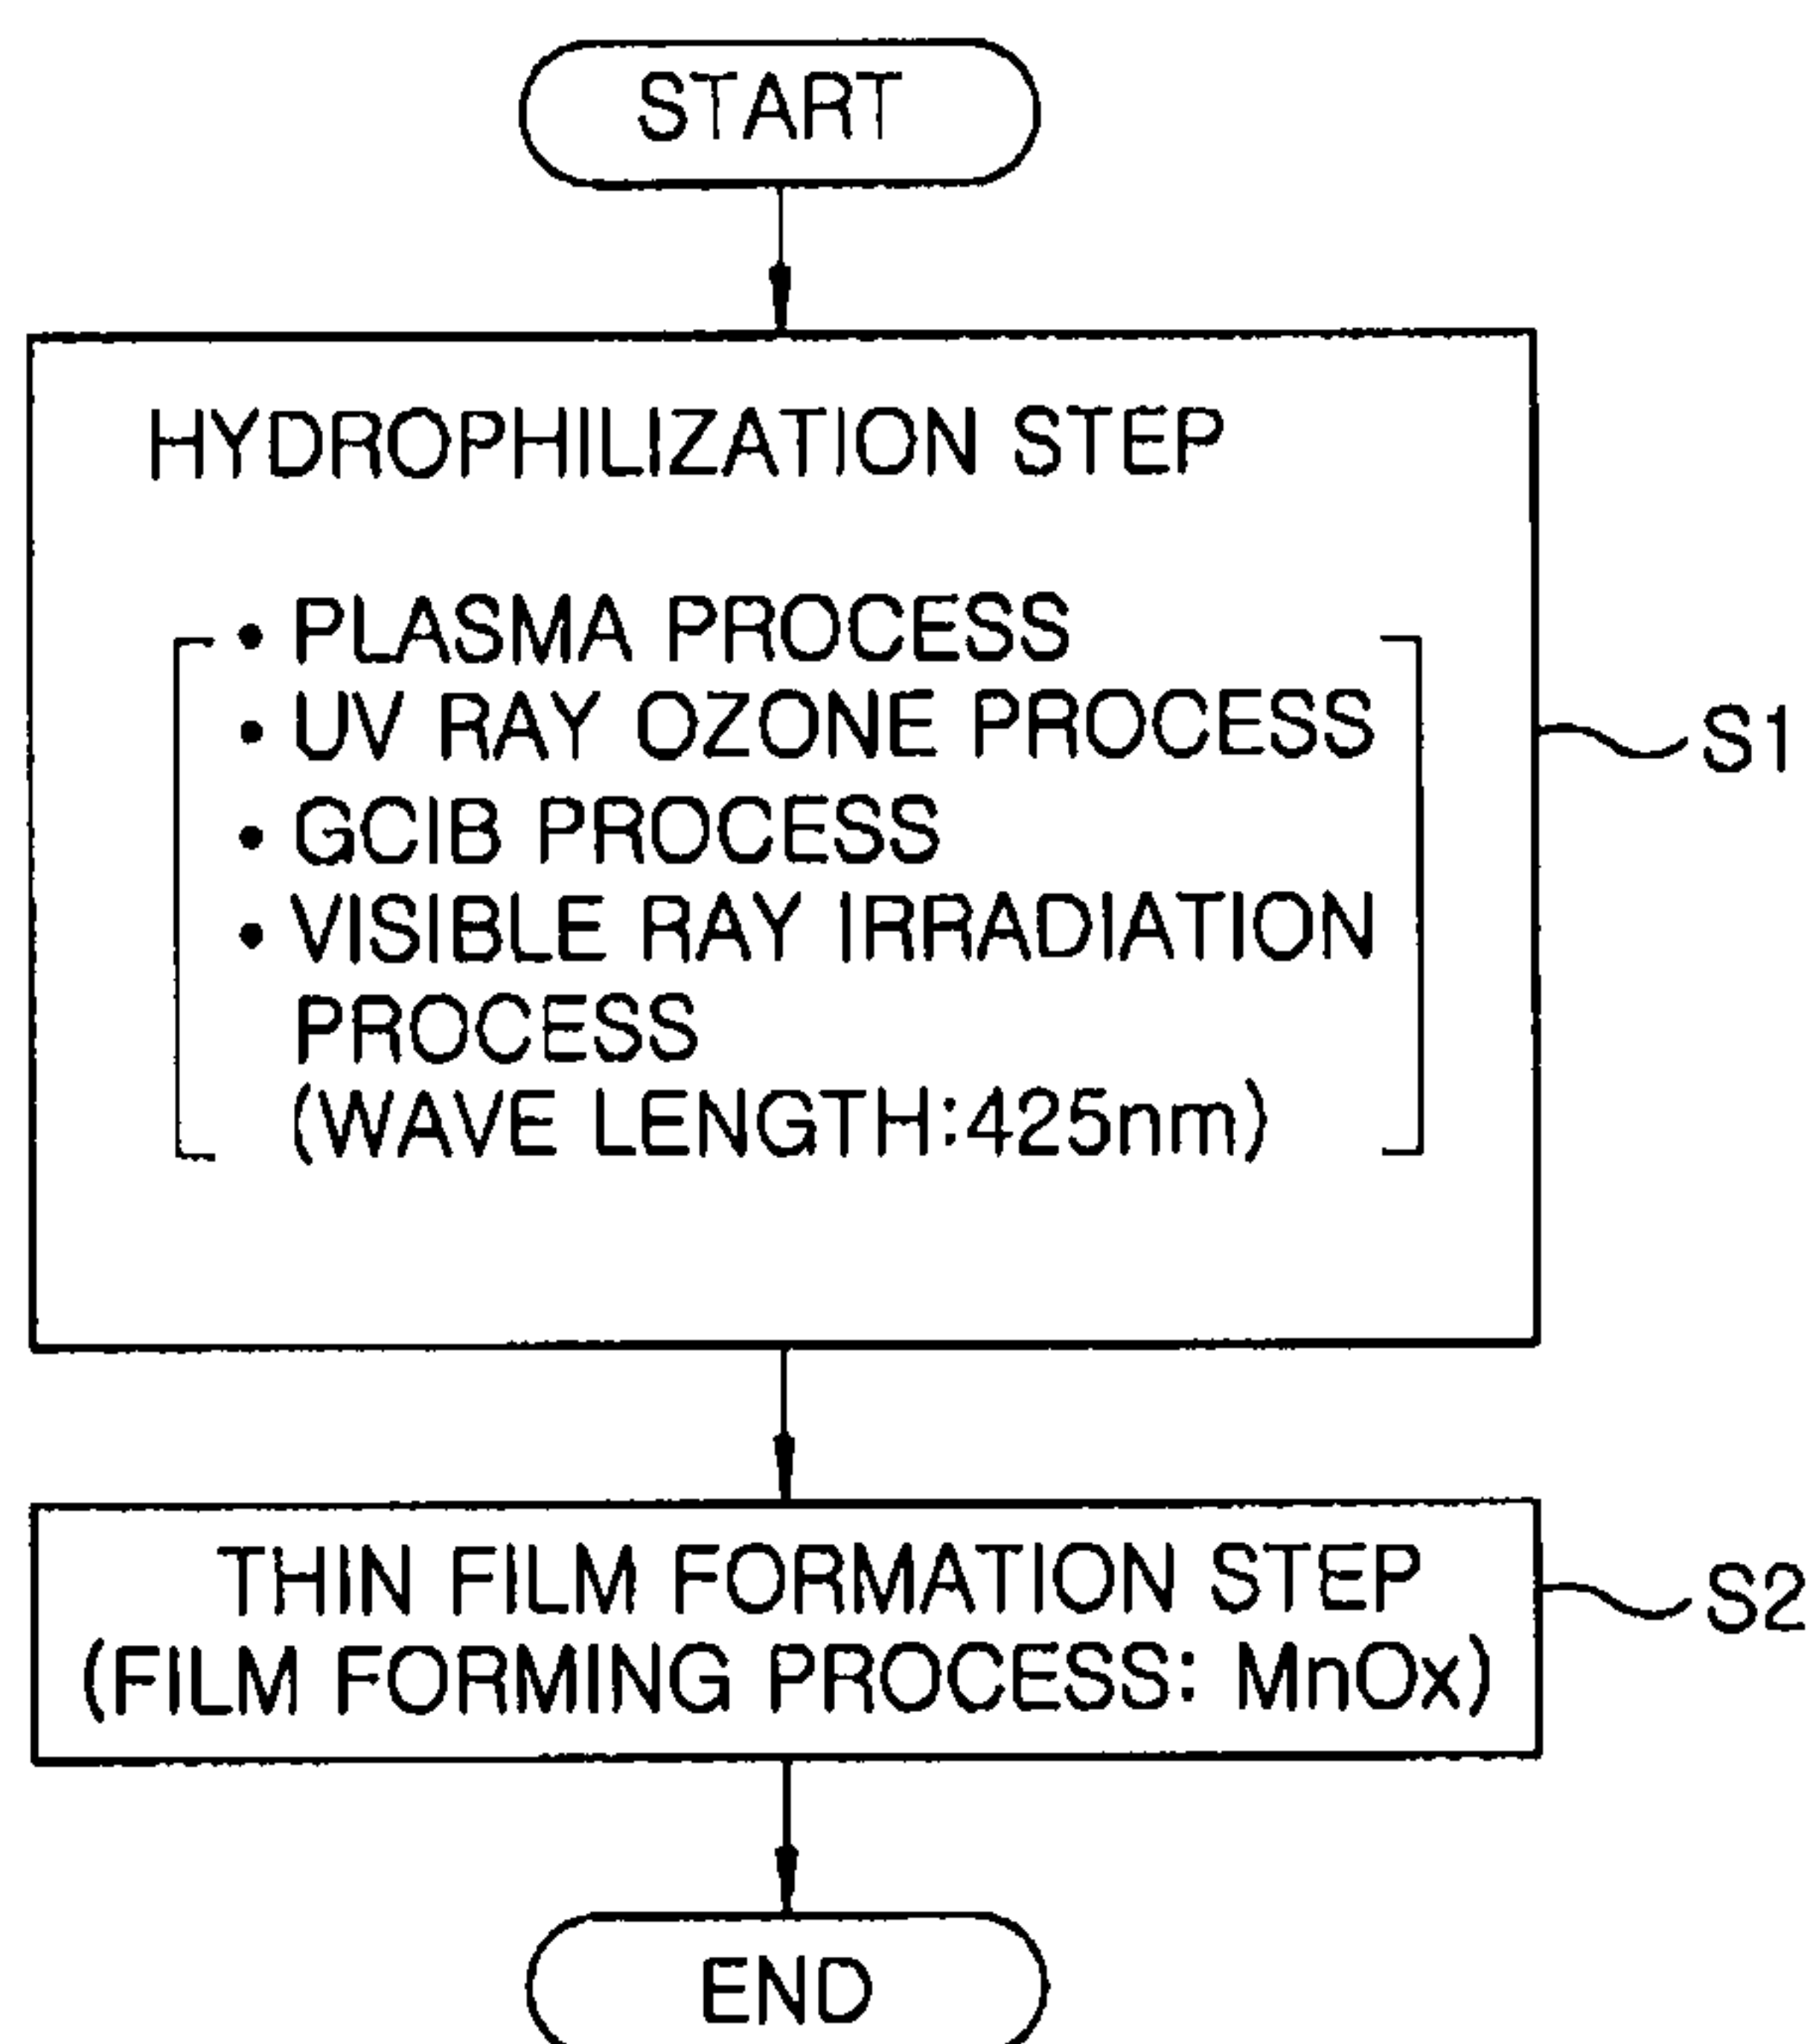 START
HYDROPHILIZATION STEP
• PLASMA PROCESS
• UV RAY OZONE PROCESS
• GCIB PROCESS
• VISIBLE RAY IRRADIATION
PROCESS
(WAVE LENGTH:425nm)
S1
THIN FILM FORMATION STEP
(FILM FORMING PROCESS: MnOx)
S2
END